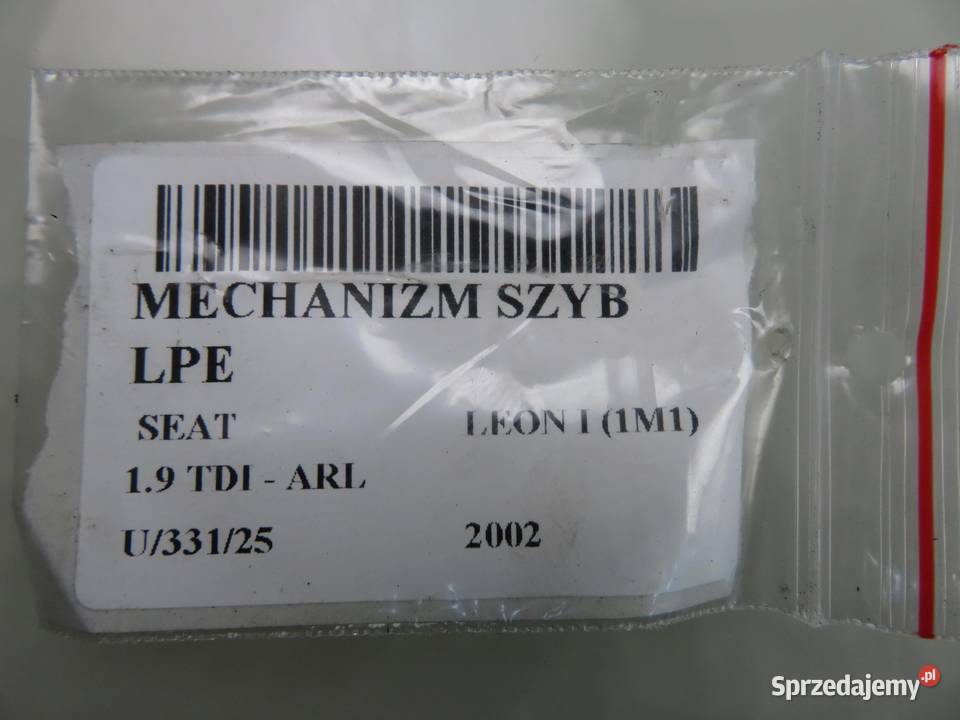 MECHANIZM SZYB
LPE
SEAT LEON I (1M1)
1.9 TDI - ARL
U/331/25 2002
Sprzedajemy.pl